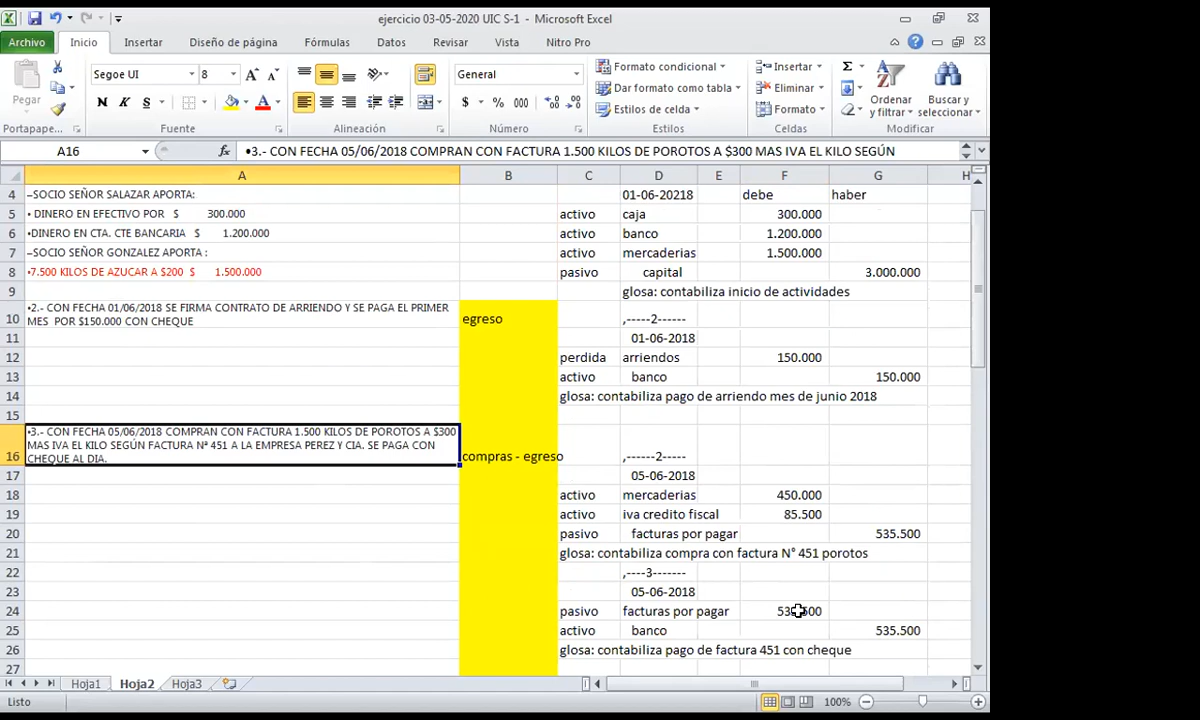 ejercicio 03-05-2020 UIC S-1 - Microsoft Excel
Archivo Inicio Insertar Diseño de página Fórmulas Datos Revisar Vista Nitro Pro
Pegar
Segoe UI 8
N K S
General
$ % 000
Formato condicional
Dar formato como tabla
Estilos de celda
Insertar
Eliminar
Formato
Σ
Ordenar y filtrar
Buscar y seleccionar
Portapape... Fuente Alineación Número Estilos Celdas Modificar
A16 fx •3.- CON FECHA 05/06/2018 COMPRAN CON FACTURA 1.500 KILOS DE POROTOS A $300 MAS IVA EL KILO SEGÚN
A B C D E F G H
4 –SOCIO SEÑOR SALAZAR APORTA: 01-06-20218 debe haber
5 • DINERO EN EFECTIVO POR $ 300.000 activo caja 300.000
6 •DINERO EN CTA. CTE BANCARIA $ 1.200.000 activo banco 1.200.000
7 –SOCIO SEÑOR GONZALEZ APORTA : activo mercaderias 1.500.000
8 •7.500 KILOS DE AZUCAR A $200 $ 1.500.000 pasivo capital 3.000.000
9 glosa: contabiliza inicio de actividades
•2.- CON FECHA 01/06/2018 SE FIRMA CONTRATO DE ARRIENDO Y SE PAGA EL PRIMER
10 MES POR $150.000 CON CHEQUE egreso ,-----2------
11 01-06-2018
12 perdida arriendos 150.000
13 activo banco 150.000
14 glosa: contabiliza pago de arriendo mes de junio 2018
15
•3.- CON FECHA 05/06/2018 COMPRAN CON FACTURA 1.500 KILOS DE POROTOS A $300
MAS IVA EL KILO SEGÚN FACTURA Nª 451 A LA EMPRESA PEREZ Y CIA. SE PAGA CON
16 CHEQUE AL DIA. compras - egreso ,------2-----
17 05-06-2018
18 activo mercaderias 450.000
19 activo iva credito fiscal 85.500
20 pasivo facturas por pagar 535.500
21 glosa: contabiliza compra con factura N° 451 porotos
22 ,----3-------
23 05-06-2018
24 pasivo facturas por pagar 535.500
25 activo banco 535.500
26 glosa: contabiliza pago de factura 451 con cheque
27
Hoja1 Hoja2 Hoja3
Listo 100%